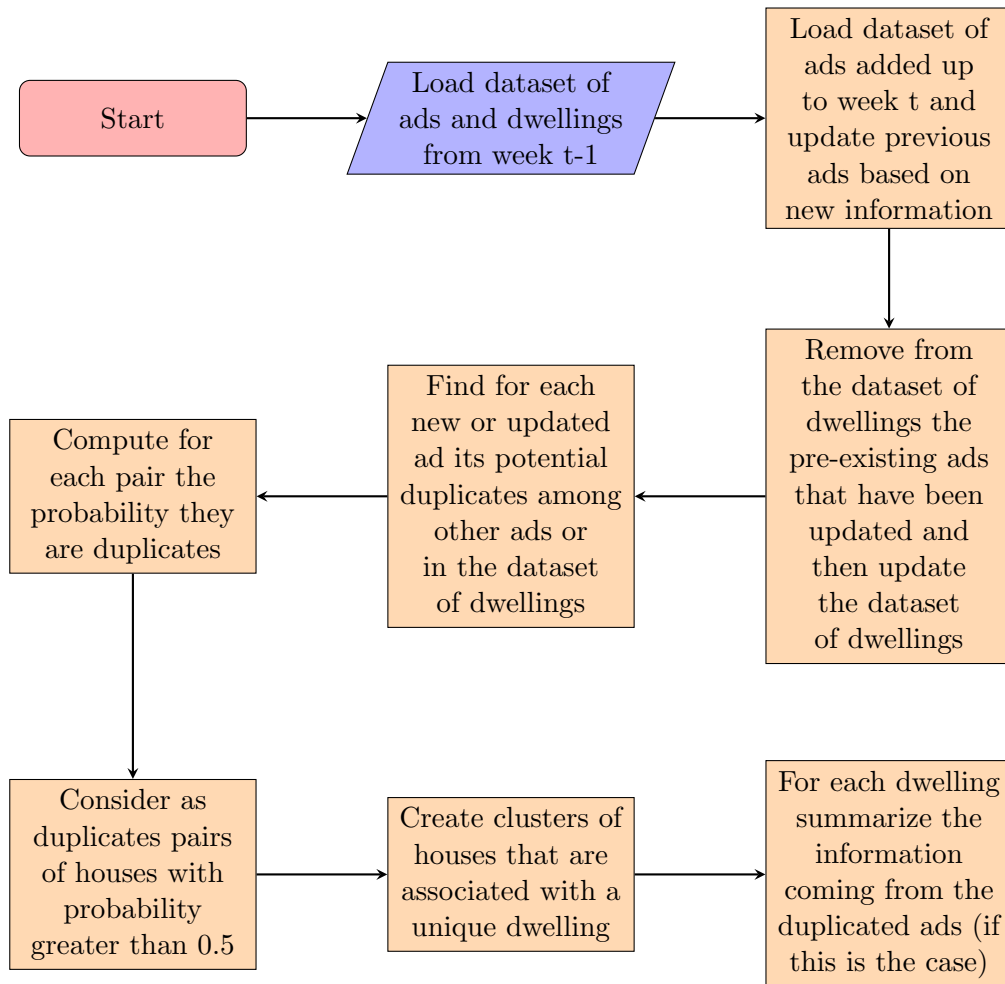 Start
Load dataset of
ads and dwellings
from week t-1
Load dataset of
ads added up
to week t and
update previous
ads based on
new information
Remove from
the dataset of
dwellings the
pre-existing ads
that have been
updated and
then update
the dataset
of dwellings
Find for each
new or updated
ad its potential
duplicates among
other ads or
in the dataset
of dwellings
Compute for
each pair the
probability they
are duplicates
Consider as
duplicates pairs
of houses with
probability
greater than 0.5
Create clusters of
houses that are
associated with a
unique dwelling
For each dwelling
summarize the
information
coming from the
duplicated ads (if
this is the case)